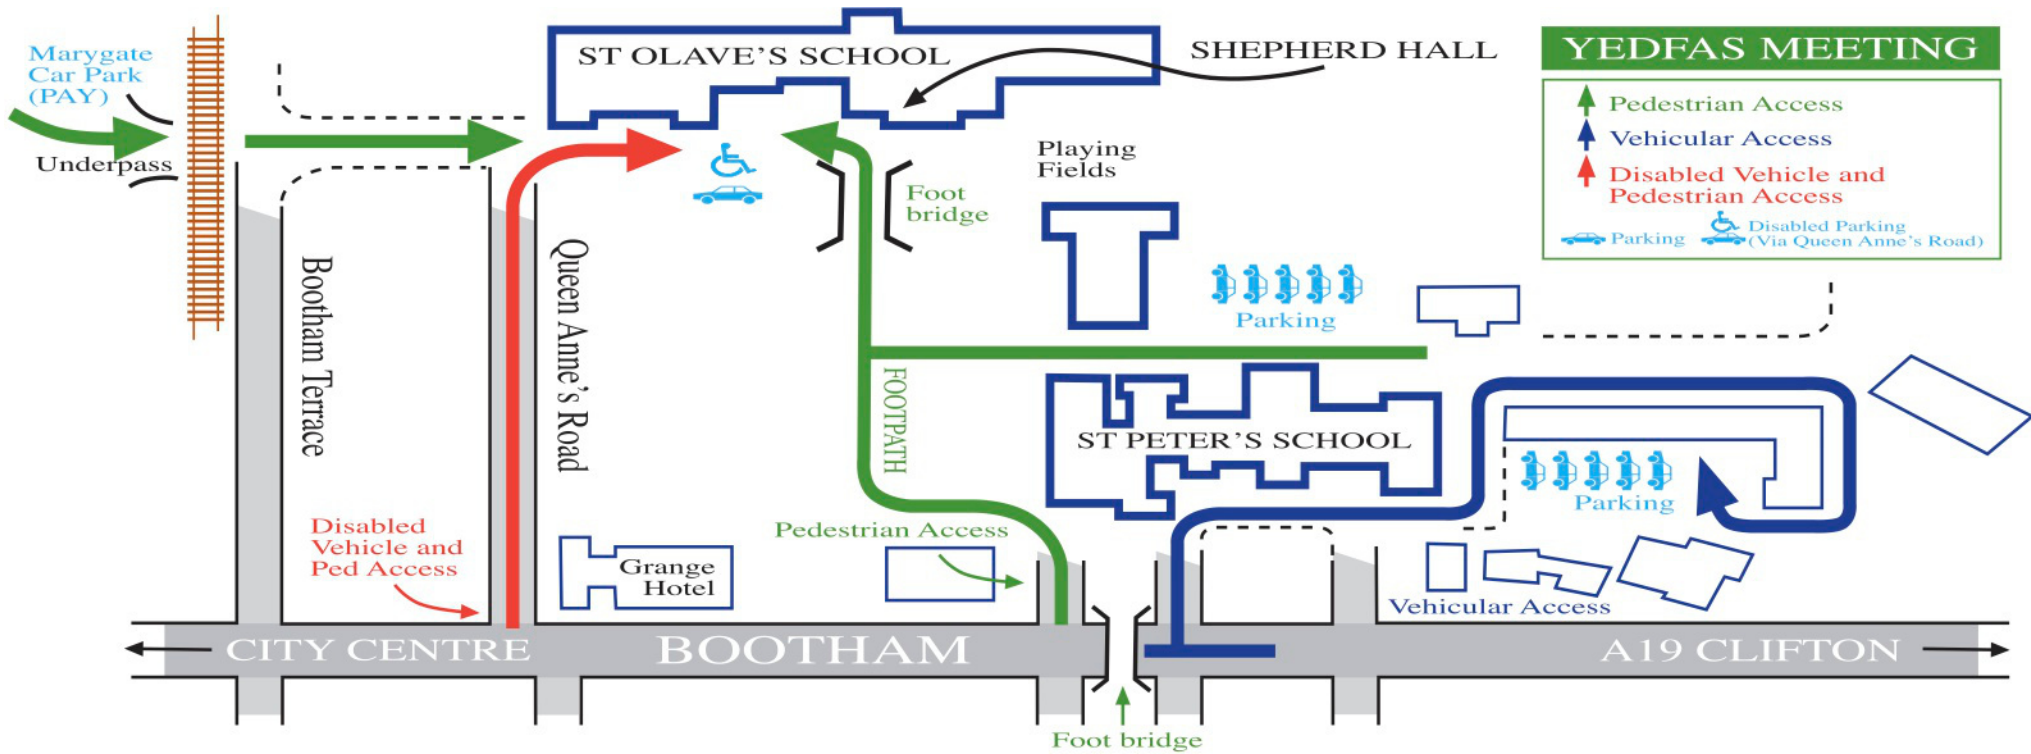 Marygate
Car Park
(PAY)
Underpass
ST OLAVE'S SCHOOL
SHEPHERD HALL
YEDFAS MEETING
Pedestrian Access
Vehicular Access
Disabled Vehicle and
Pedestrian Access
Parking
Disabled Parking
(Via Queen Anne's Road)
Playing
Fields
Foot
bridge
Parking
Bootham Terrace
Queen Anne's Road
FOOTPATH
ST PETER'S SCHOOL
Parking
Disabled
Vehicle and
Ped Access
Grange
Hotel
Pedestrian Access
Vehicular Access
CITY CENTRE
BOOTHAM
A19 CLIFTON
Foot bridge